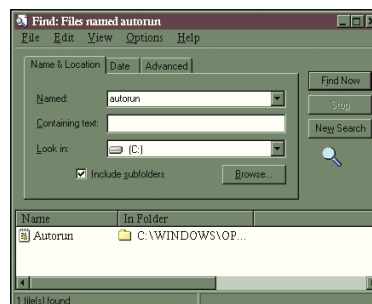 Find: Files named autorun
File Edit View Options Help
Name & Location Date Advanced
Named: autorun
Containing text:
Look in: (C:)
Include subfolders
Browse...
Find Now
Stop
New Search
Name In Folder
Autorun C:\WINDOWS\OP...
1 file(s) found